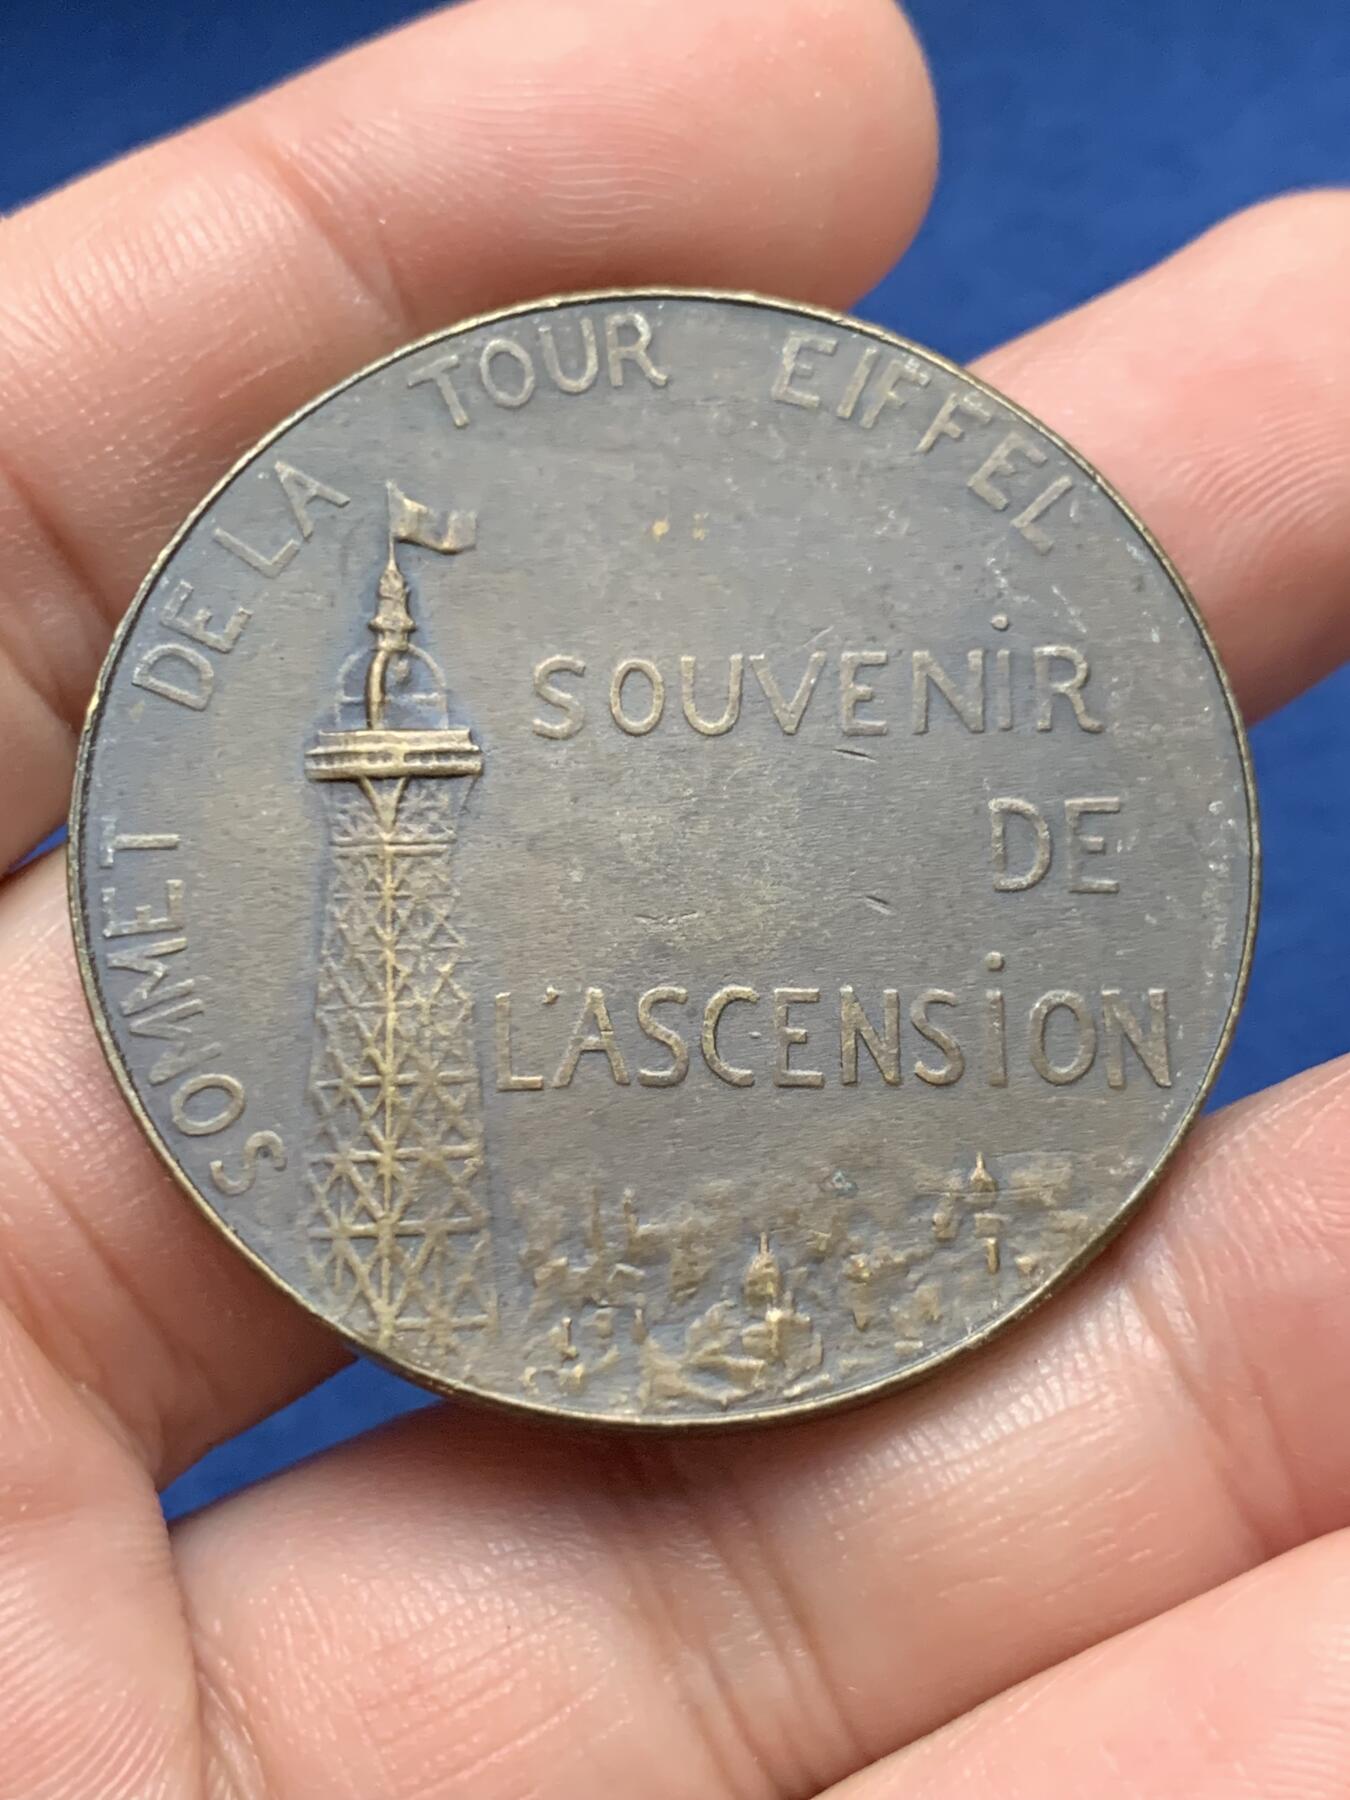 SOMMET DE LA TOUR EIFFEL
SOUVENiR
DE
L'ASCENSiON